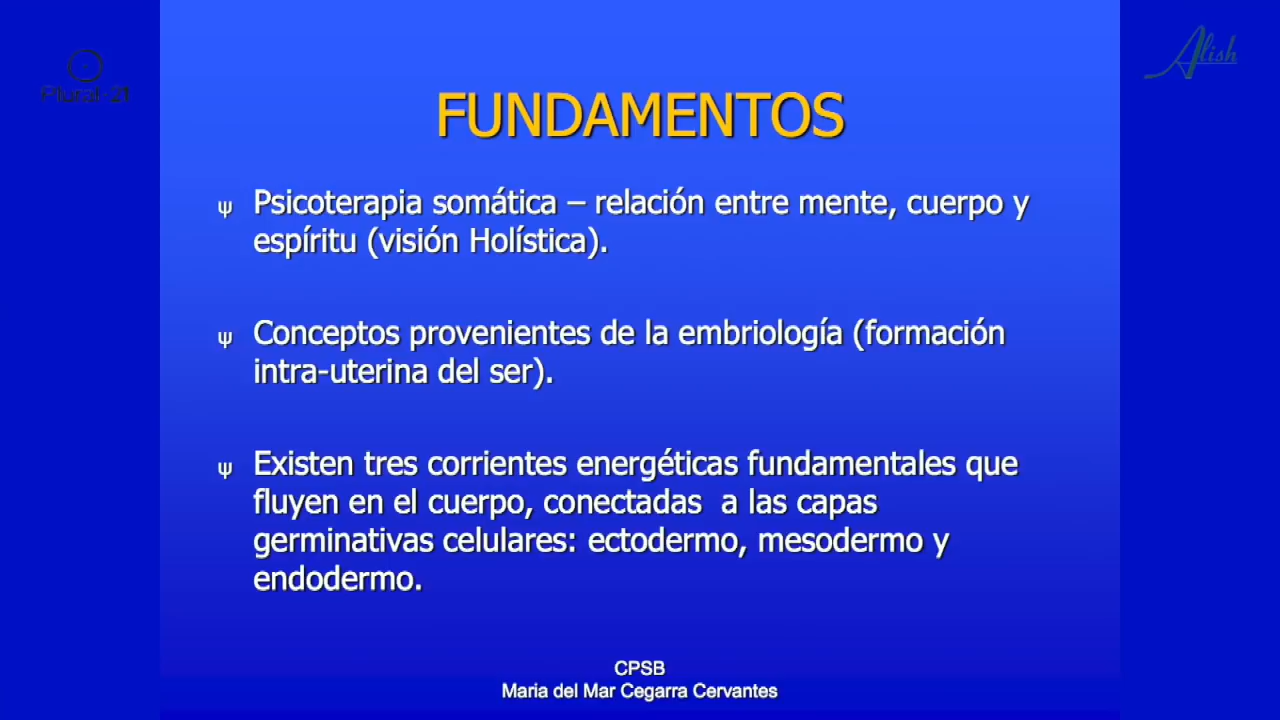 Plural-21
Alish
FUNDAMENTOS
ψ Psicoterapia somática – relación entre mente, cuerpo y
espíritu (visión Holística).
ψ Conceptos provenientes de la embriología (formación
intra-uterina del ser).
ψ Existen tres corrientes energéticas fundamentales que
fluyen en el cuerpo, conectadas a las capas
germinativas celulares: ectodermo, mesodermo y
endodermo.
CPSB
Maria del Mar Cegarra Cervantes